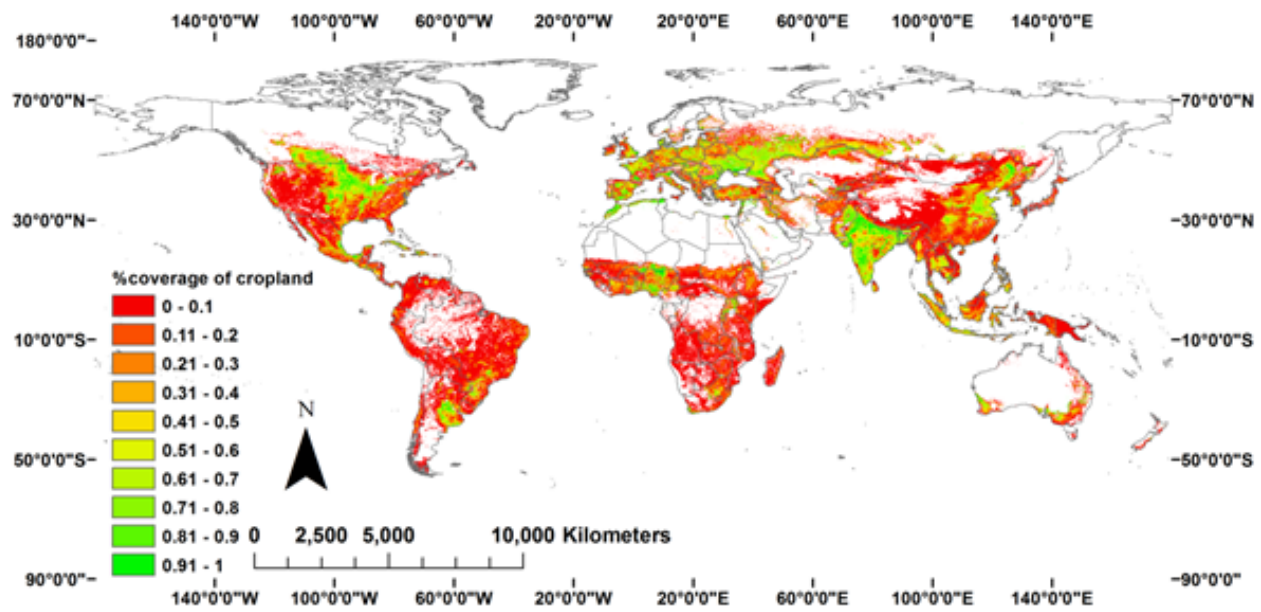 140°0'0"W 100°0'0"W 60°0'0"W 20°0'0"W 20°0'0"E 60°0'0"E 100°0'0"E 140°0'0"E
180°0'0"
70°0'0"N 70°0'0"N
30°0'0"N 30°0'0"N
%coverage of cropland
0 - 0.1
0.11 - 0.2
10°0'0"S 10°0'0"S
0.21 - 0.3
0.31 - 0.4
0.41 - 0.5
N
0.51 - 0.6
50°0'0"S 50°0'0"S
0.61 - 0.7
0.71 - 0.8
0.81 - 0.9
0 2,500 5,000 10,000 Kilometers
0.91 - 1
90°0'0" 90°0'0"
140°0'0"W 100°0'0"W 60°0'0"W 20°0'0"W 20°0'0"E 60°0'0"E 100°0'0"E 140°0'0"E